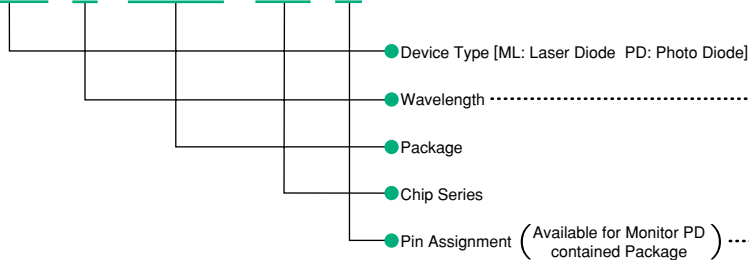 Device Type [ML: Laser Diode PD: Photo Diode]
Wavelength
Package
Chip Series
Pin Assignment (Available for Monitor PD
contained Package)